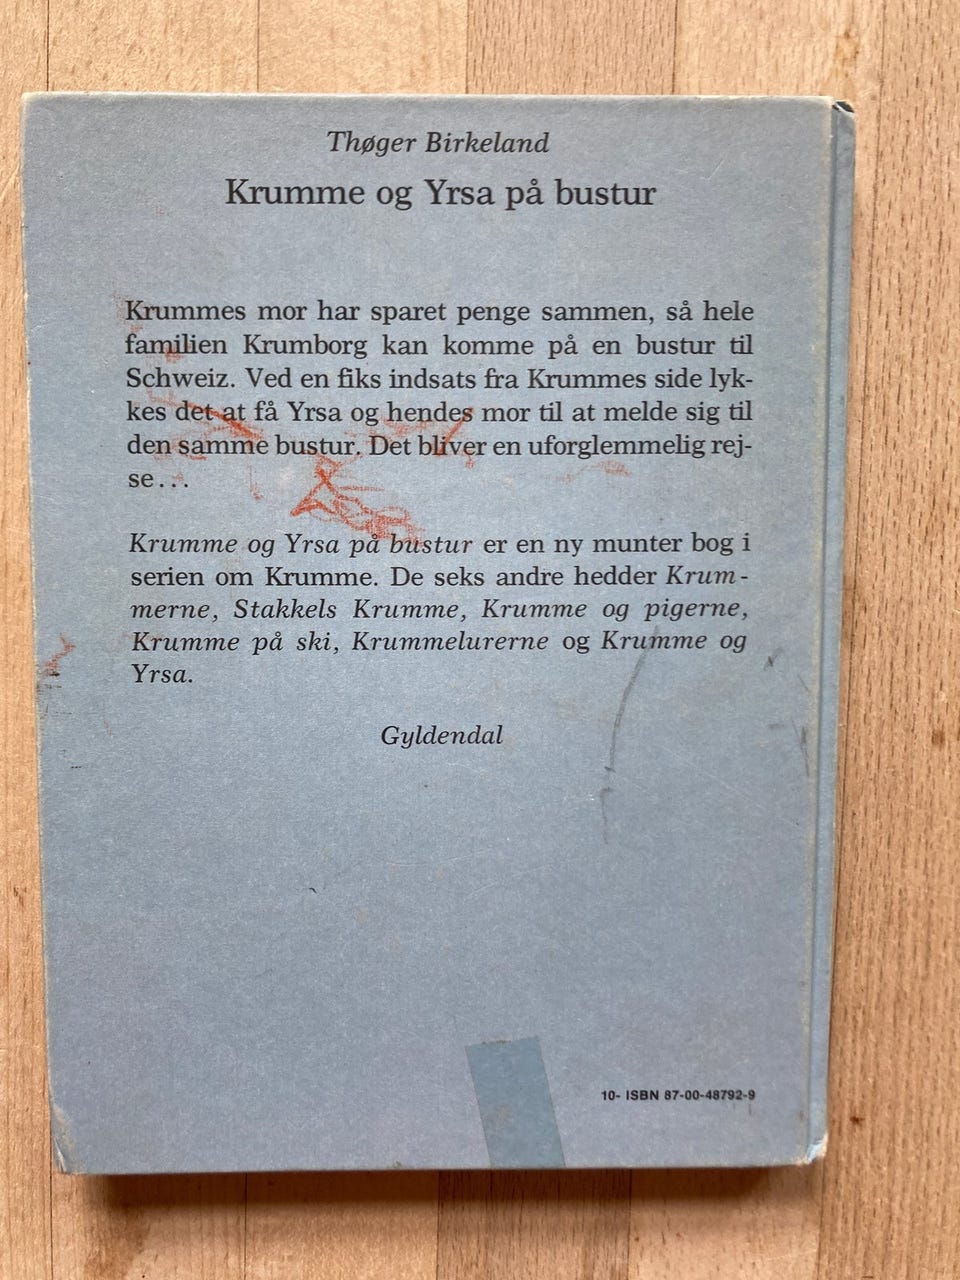 Thøger Birkeland
Krumme og Yrsa på bustur
Krummes mor har sparet penge sammen, så hele
familien Krumborg kan komme på en bustur til
Schweiz. Ved en fiks indsats fra Krummes side lyk-
kes det at få Yrsa og hendes mor til at melde sig til
den samme bustur. Det bliver en uforglemmelig rej-
se...
Krumme og Yrsa på bustur er en ny munter bog i
serien om Krumme. De seks andre hedder Krum-
merne, Stakkels Krumme, Krumme og pigerne,
Krumme på ski, Krummelurerne og Krumme og
Yrsa.
Gyldendal
10- ISBN 87-00-48792-9